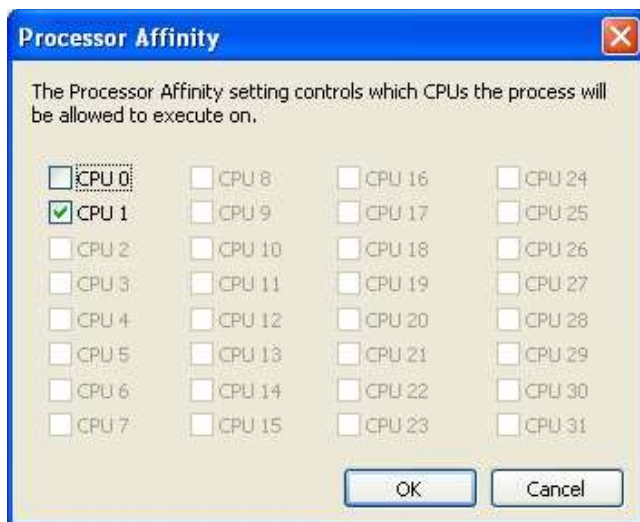 Processor Affinity
The Processor Affinity setting controls which CPUs the process will
be allowed to execute on.
CPU 0 CPU 8 CPU 16 CPU 24
CPU 1 CPU 9 CPU 17 CPU 25
CPU 2 CPU 10 CPU 18 CPU 26
CPU 3 CPU 11 CPU 19 CPU 27
CPU 4 CPU 12 CPU 20 CPU 28
CPU 5 CPU 13 CPU 21 CPU 29
CPU 6 CPU 14 CPU 22 CPU 30
CPU 7 CPU 15 CPU 23 CPU 31
OK Cancel